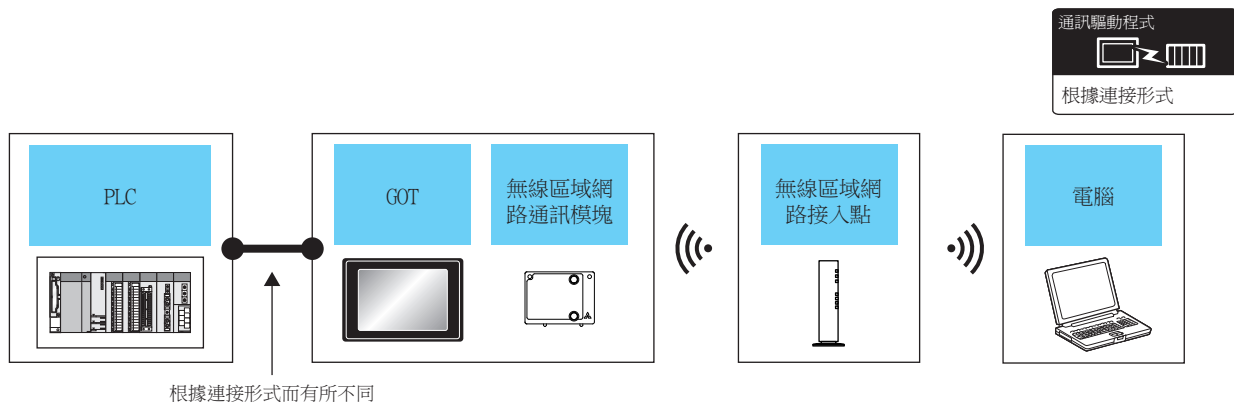 通訊驅動程式
根據連接形式
PLC
GOT
無線區域網
路通訊模塊
無線區域網
路接入點
電腦
根據連接形式而有所不同